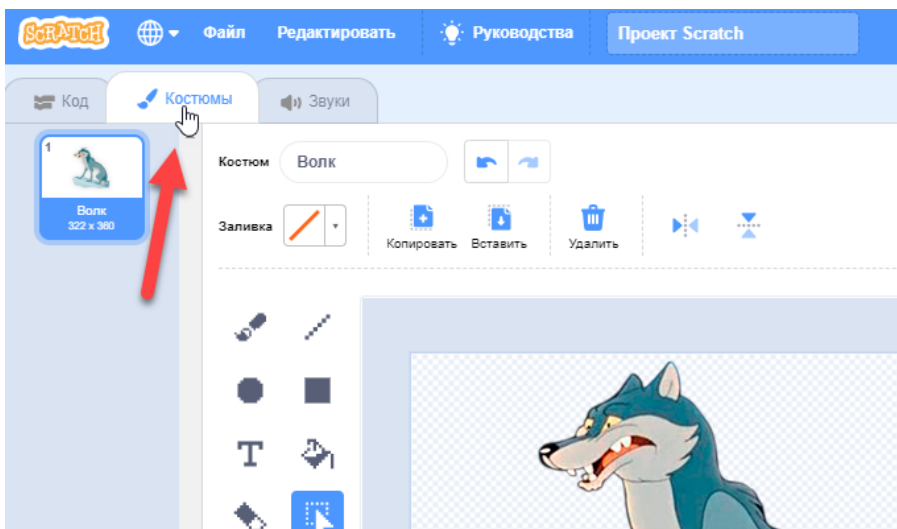 SCRATCH Файл Редактировать Руководства Проект Scratch
Код Костюмы Звуки
1
Волк
322 x 360
Костюм Волк
Заливка
Копировать Вставить Удалить
T